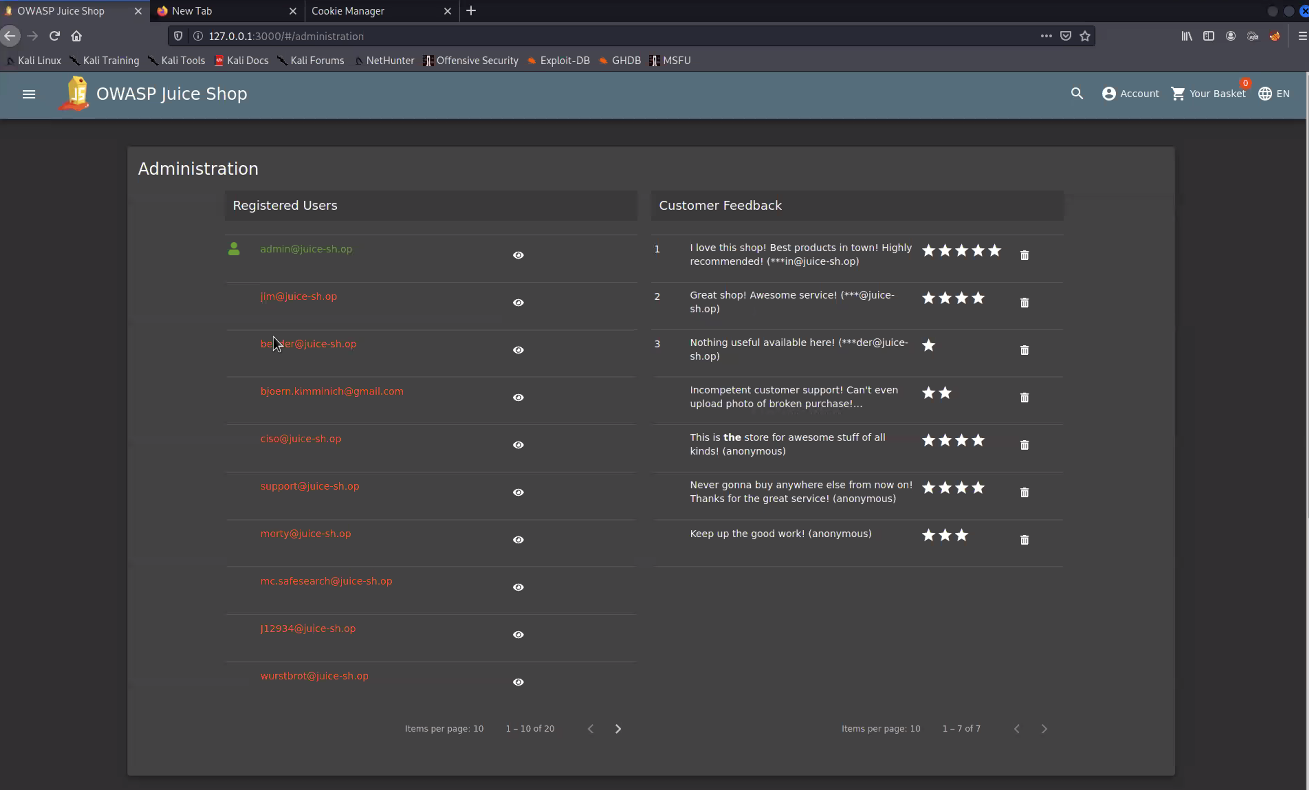 OWASP Juice Shop
New Tab
Cookie Manager
127.0.0.1:3000/#/administration
Kali Linux Kali Training Kali Tools Kali Docs Kali Forums NetHunter Offensive Security Exploit-DB GHDB MSFU
OWASP Juice Shop
Account
Your Basket
0
EN
Administration
Registered Users
admin@juice-sh.op
jim@juice-sh.op
bjoern.kimminich@gmail.com
ciso@juice-sh.op
support@juice-sh.op
morty@juice-sh.op
mc.safesearch@juice-sh.op
J12934@juice-sh.op
wurstbrot@juice-sh.op
Items per page: 10 1 – 10 of 20
Customer Feedback
1 I love this shop! Best products in town! Highly
recommended! (***in@juice-sh.op)
2 Great shop! Awesome service! (***@juice-
sh.op)
3 Nothing useful available here! (***der@juice-
sh.op)
Incompetent customer support! Can't even
upload photo of broken purchase!...
This is the store for awesome stuff of all
kinds! (anonymous)
Never gonna buy anywhere else from now on!
Thanks for the great service! (anonymous)
Keep up the good work! (anonymous)
Items per page: 10 1 – 7 of 7